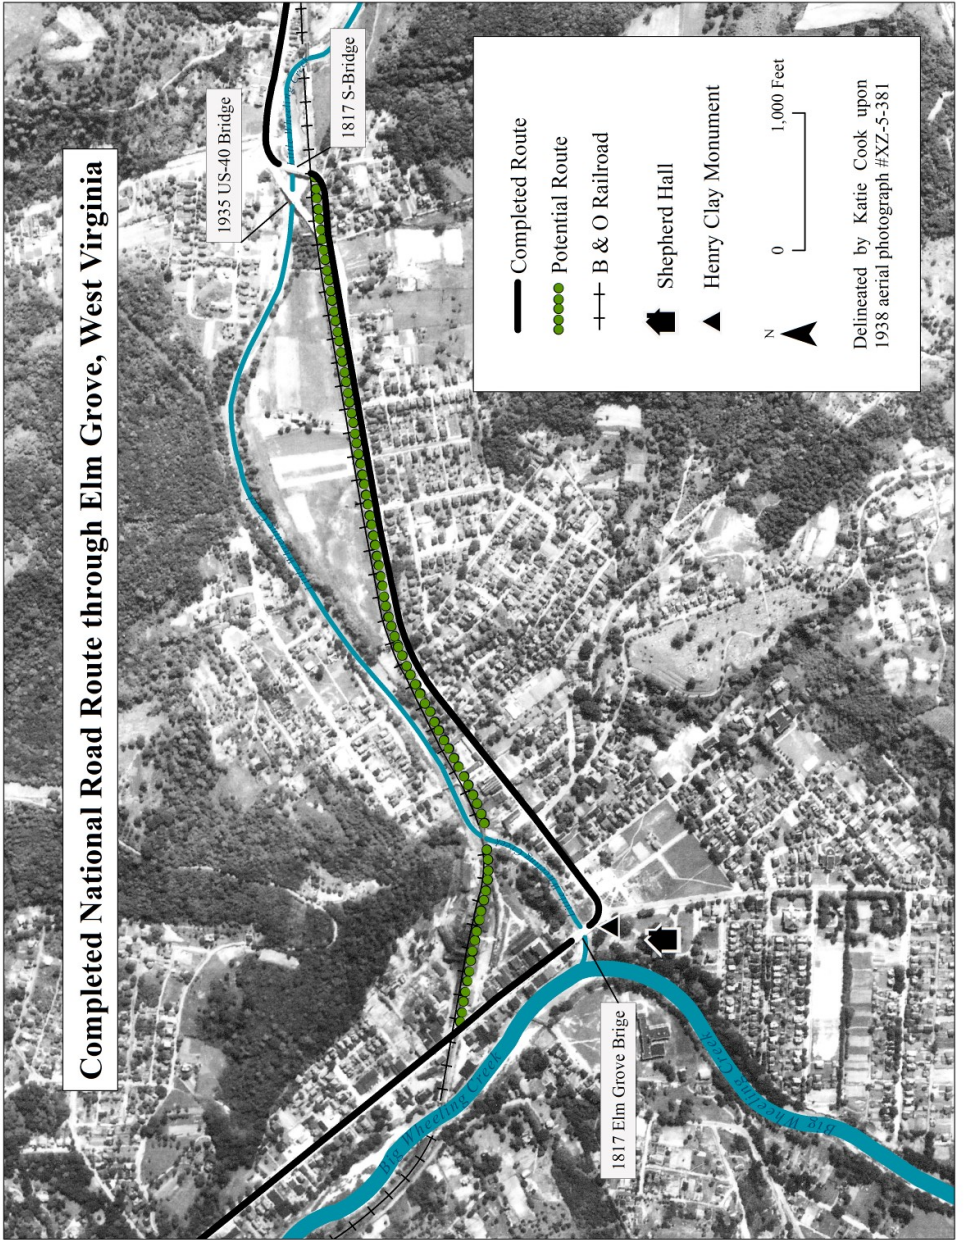 Completed National Road Route through Elm Grove, West Virginia
1935 US-40 Bridge
1817 S-Bridge
Completed Route
Potential Route
B & O Railroad
Shepherd Hall
Henry Clay Monument
N
0
1,000 Feet
Delineated by Katie Cook upon
1938 aerial photograph #XZ-5-381
1817 Elm Grove Brige
Big Wheeling Creek
Big Wheeling Creek